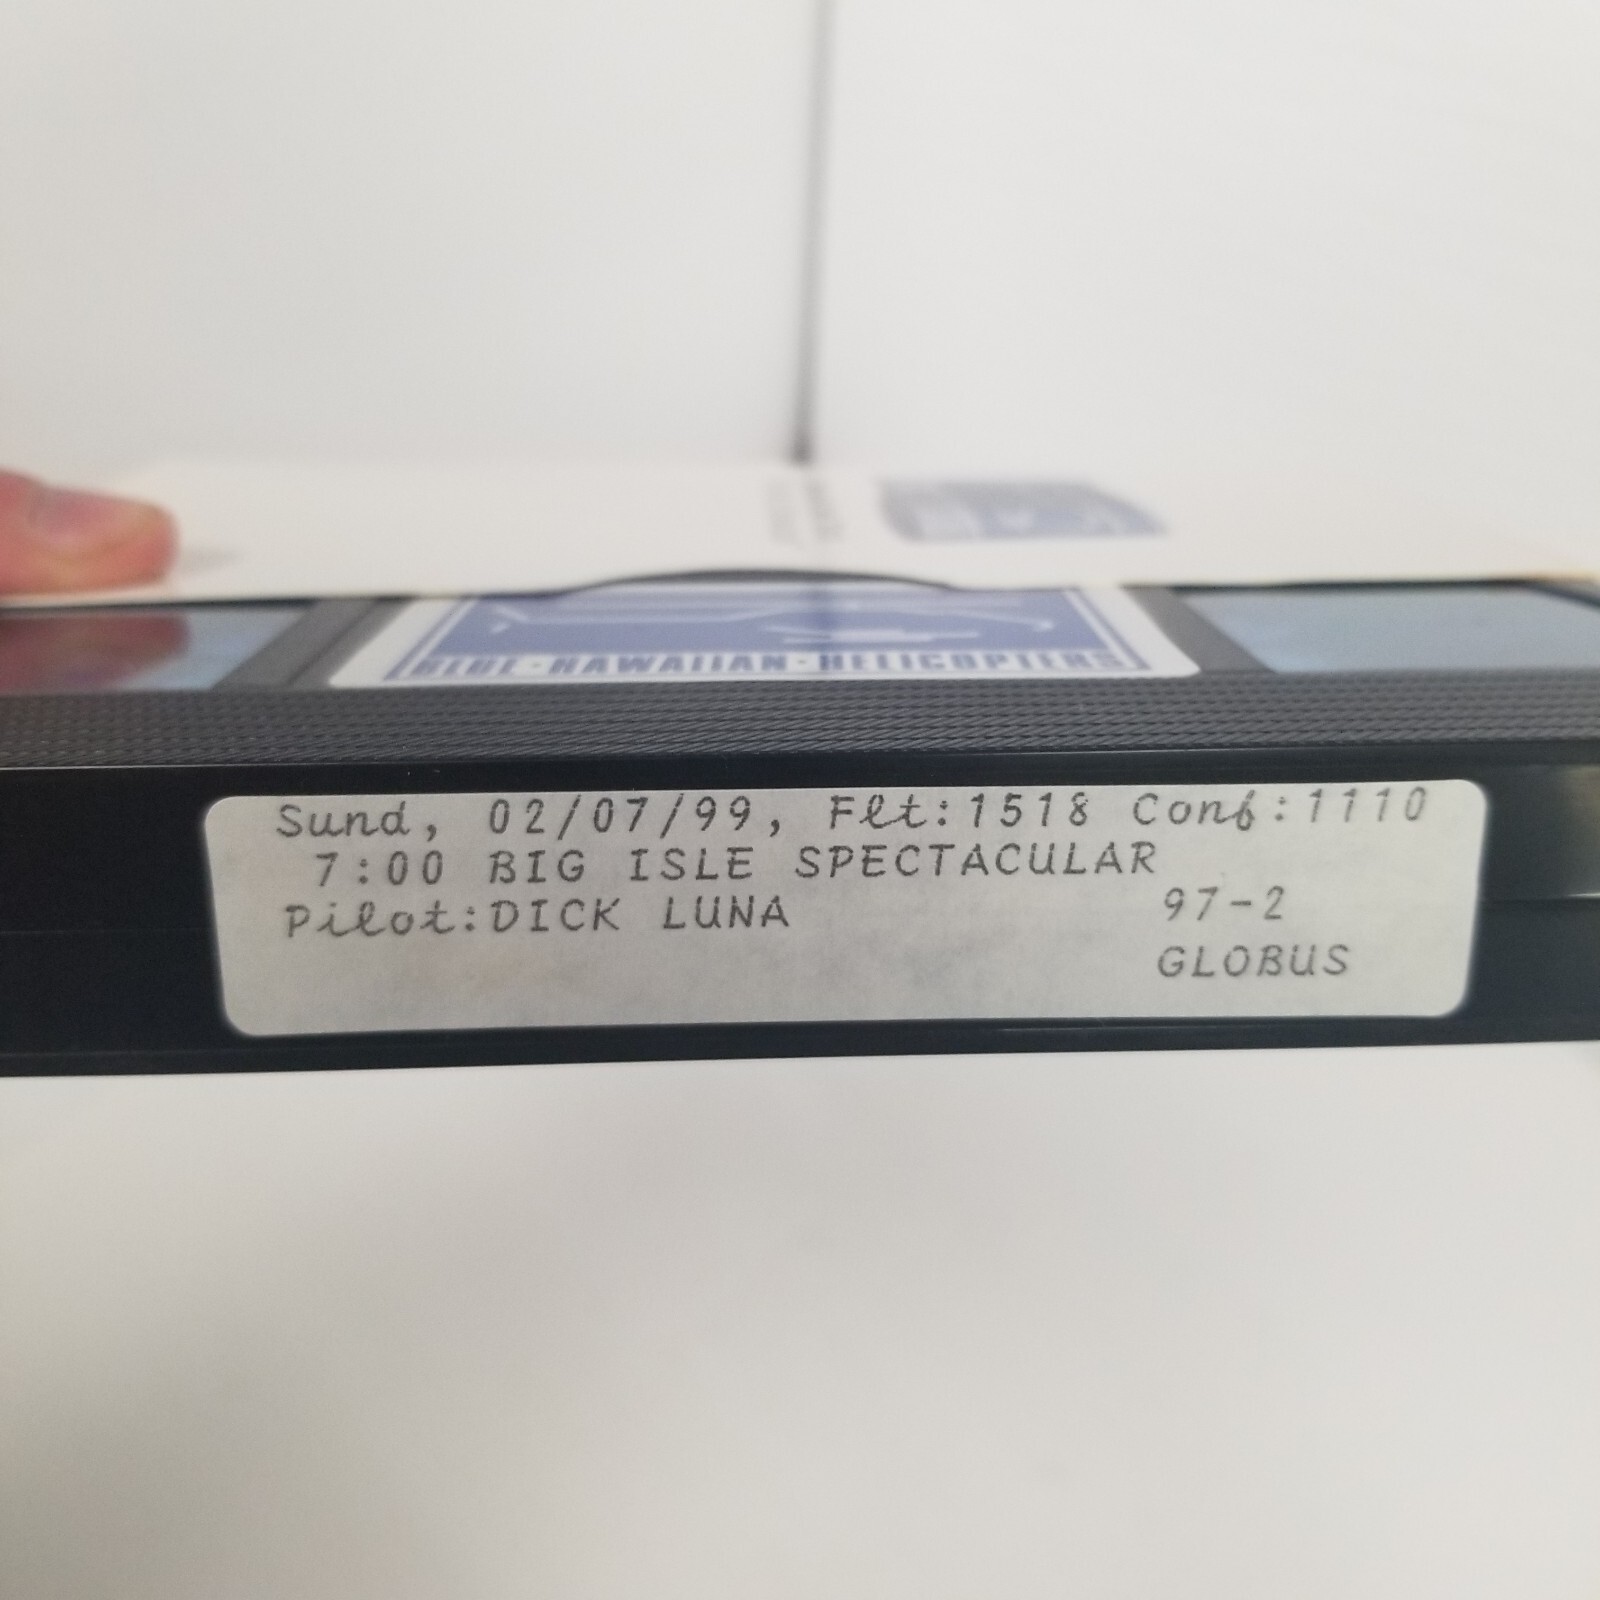 BLUE · HAWAIIAN · HELICOPTERS
Sund, 02/07/99, Flt:1518 Conf:1110
7:00 BIG ISLE SPECTACULAR
Pilot:DICK LUNA
97-2
GLOBUS